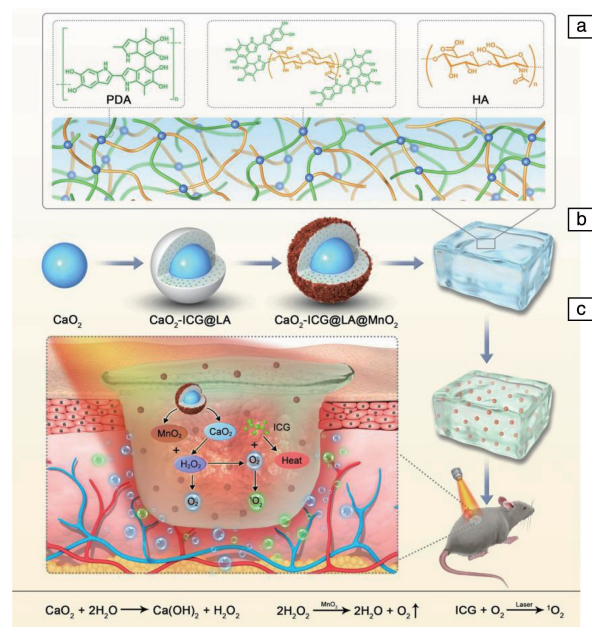 a
PDA
HA
b
CaO₂
CaO₂-ICG@LA
CaO₂-ICG@LA@MnO₂
c
MnO₂
CaO₂
ICG
+
+
H₂O₂
O₂
Heat
O₂
O₂
CaO₂ + 2H₂O ⟶ Ca(OH)₂ + H₂O₂
2H₂O₂ MnO₂⟶ 2H₂O + O₂↑
ICG + O₂ Laser⟶ ¹O₂